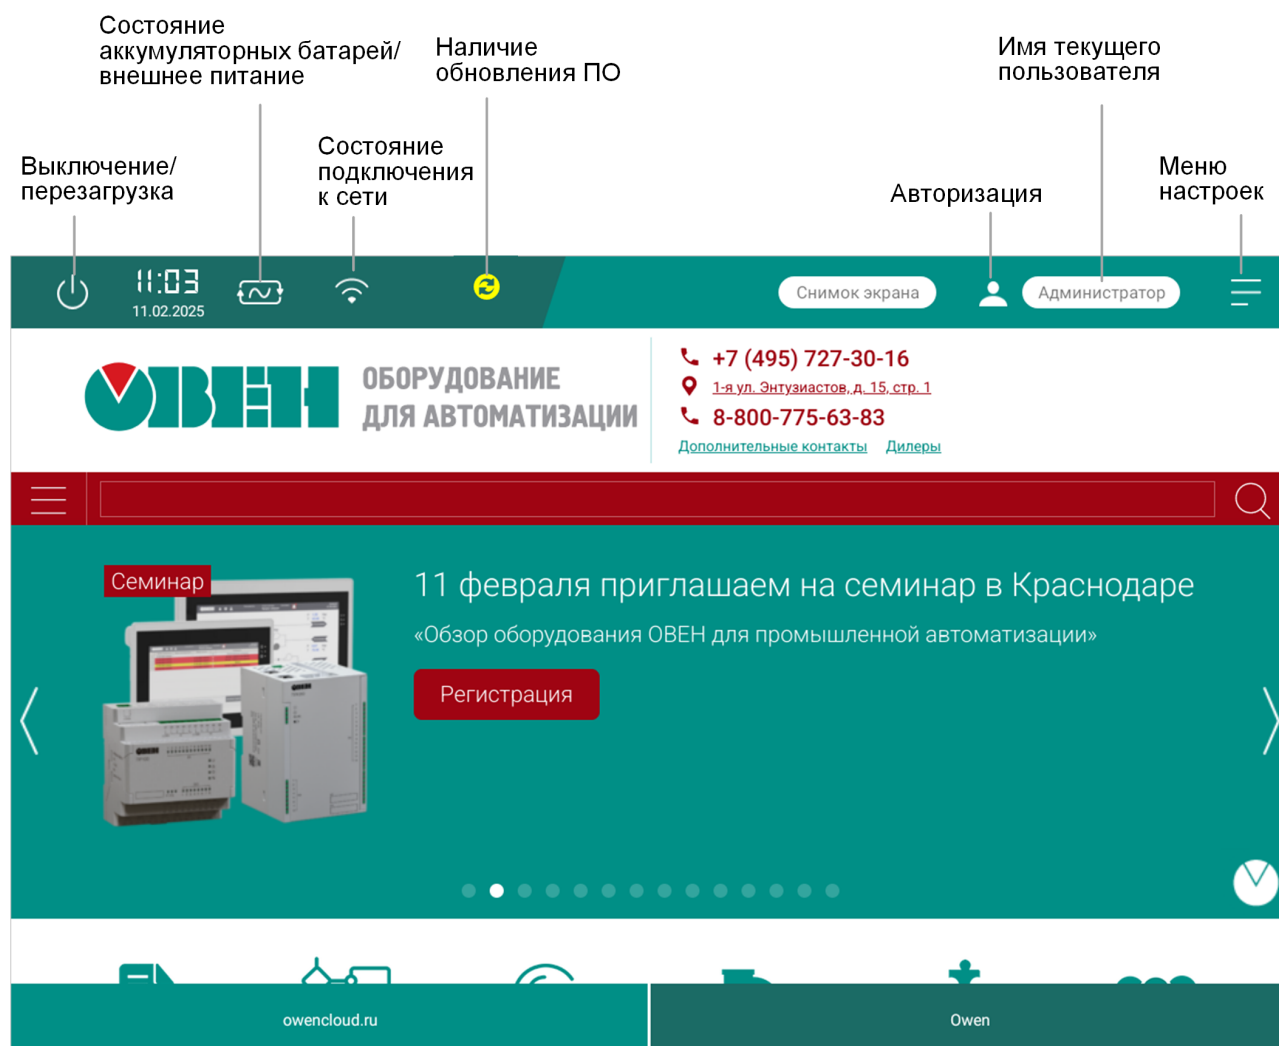 Состояние
аккумуляторных батарей/
внешнее питание
Наличие
обновления ПО
Имя текущего
пользователя
Выключение/
перезагрузка
Состояние
подключения
к сети
Авторизация
Меню
настроек
11:03
11.02.2025
Снимок экрана
Администратор
ОВЕН
ОБОРУДОВАНИЕ
ДЛЯ АВТОМАТИЗАЦИИ
+7 (495) 727-30-16
1-я ул. Энтузиастов, д. 15, стр. 1
8-800-775-63-83
Дополнительные контакты Дилеры
Семинар
11 февраля приглашаем на семинар в Краснодаре
«Обзор оборудования ОВЕН для промышленной автоматизации»
Регистрация
ОВЕН
ОВЕН
owencloud.ru
Owen